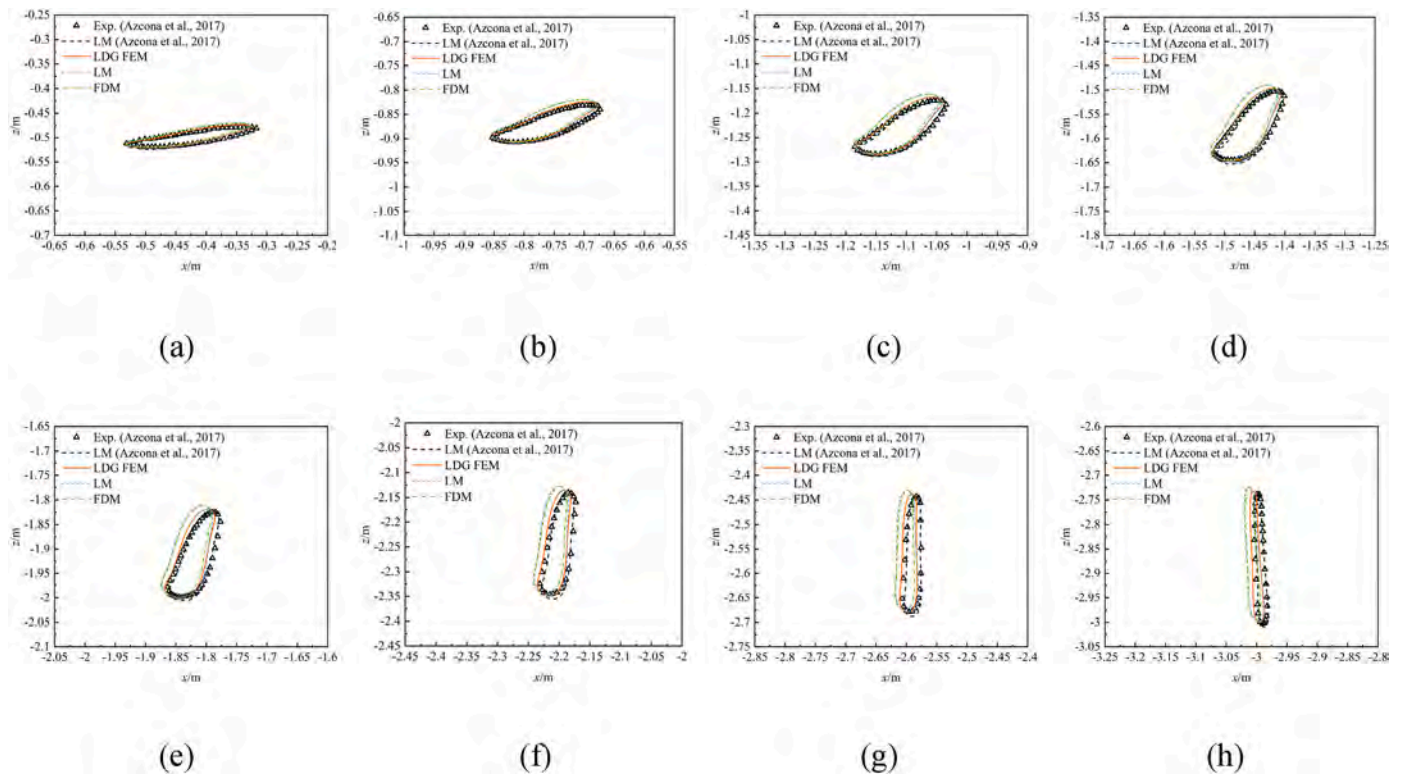 -0.25
-0.3
-0.35
-0.4
-0.45
-0.5
-0.55
-0.6
-0.65
-0.7
z/m
Exp. (Azcona et al., 2017)
LM (Azcona et al., 2017)
LDG FEM
LM
FDM
-0.65 -0.6 -0.55 -0.5 -0.45 -0.4 -0.35 -0.3 -0.25 -0.2
x/m
(a)
-0.65
-0.7
-0.75
-0.8
-0.85
-0.9
-0.95
-1
-1.05
-1.1
z/m
Exp. (Azcona et al., 2017)
LM (Azcona et al., 2017)
LDG FEM
LM
FDM
-1 -0.95 -0.9 -0.85 -0.8 -0.75 -0.7 -0.65 -0.6 -0.55
x/m
(b)
-1
-1.05
-1.1
-1.15
-1.2
-1.25
-1.3
-1.35
-1.4
-1.45
z/m
Exp. (Azcona et al., 2017)
LM (Azcona et al., 2017)
LDG FEM
LM
FDM
-1.35 -1.3 -1.25 -1.2 -1.15 -1.1 -1.05 -1 -0.95 -0.9
x/m
(c)
-1.35
-1.4
-1.45
-1.5
-1.55
-1.6
-1.65
-1.7
-1.75
-1.8
z/m
Exp. (Azcona et al., 2017)
LM (Azcona et al., 2017)
LDG FEM
LM
FDM
-1.7 -1.65 -1.6 -1.55 -1.5 -1.45 -1.4 -1.35 -1.3 -1.25
x/m
(d)
-1.65
-1.7
-1.75
-1.8
-1.85
-1.9
-1.95
-2
-2.05
-2.1
z/m
Exp. (Azcona et al., 2017)
LM (Azcona et al., 2017)
LDG FEM
LM
FDM
-2.05 -2 -1.95 -1.9 -1.85 -1.8 -1.75 -1.7 -1.65 -1.6
x/m
(e)
-2
-2.05
-2.1
-2.15
-2.2
-2.25
-2.3
-2.35
-2.4
-2.45
z/m
Exp. (Azcona et al., 2017)
LM (Azcona et al., 2017)
LDG FEM
LM
FDM
-2.45 -2.4 -2.35 -2.3 -2.25 -2.2 -2.15 -2.1 -2.05 -2
x/m
(f)
-2.3
-2.35
-2.4
-2.45
-2.5
-2.55
-2.6
-2.65
-2.7
-2.75
z/m
Exp. (Azcona et al., 2017)
LM (Azcona et al., 2017)
LDG FEM
LM
FDM
-2.85 -2.8 -2.75 -2.7 -2.65 -2.6 -2.55 -2.5 -2.45 -2.4
x/m
(g)
-2.6
-2.65
-2.7
-2.75
-2.8
-2.85
-2.9
-2.95
-3
-3.05
z/m
Exp. (Azcona et al., 2017)
LM (Azcona et al., 2017)
LDG FEM
LM
FDM
-3.25 -3.2 -3.15 -3.1 -3.05 -3.0 -2.95 -2.9 -2.85 -2.8
x/m
(h)